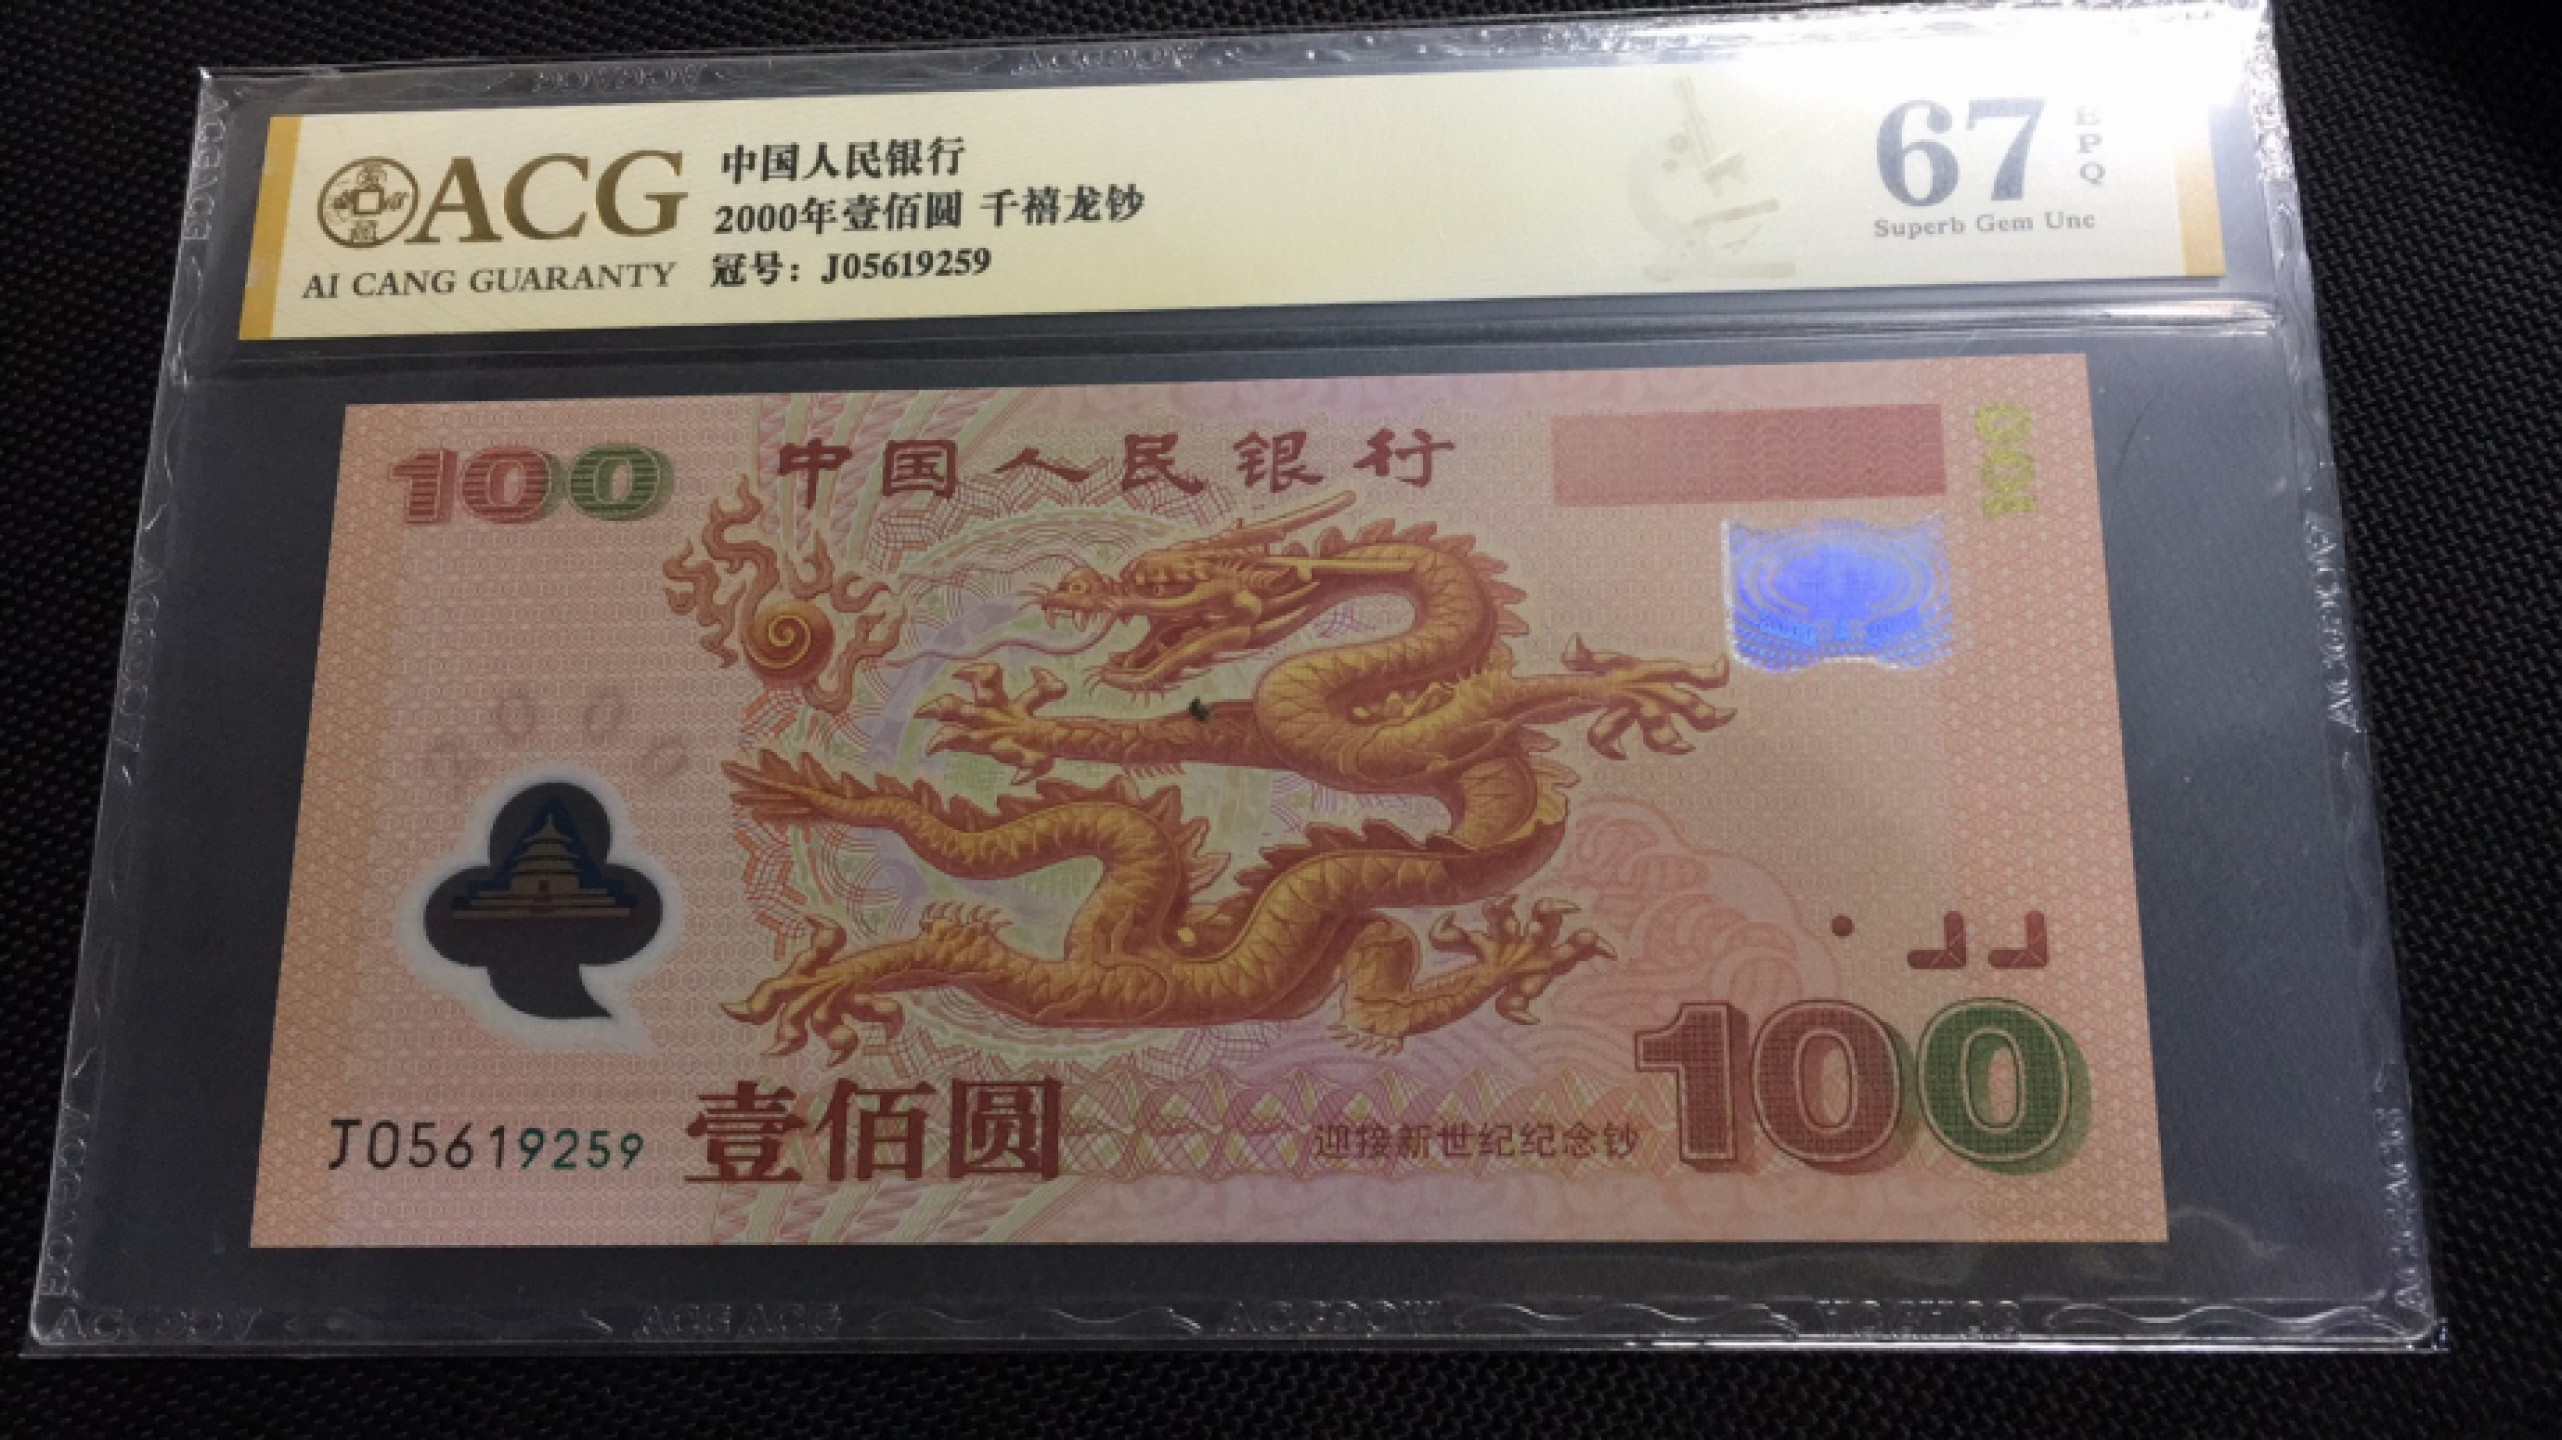 ACG
AI CANG GUARANTY
中国人民银行
2000年壹佰圆 千禧龙钞
冠号：J05619259
67
EPQ
Superb Gem Unc
100
中国人民银行
100
J05619259
壹佰圆
迎接新世纪纪念钞
100